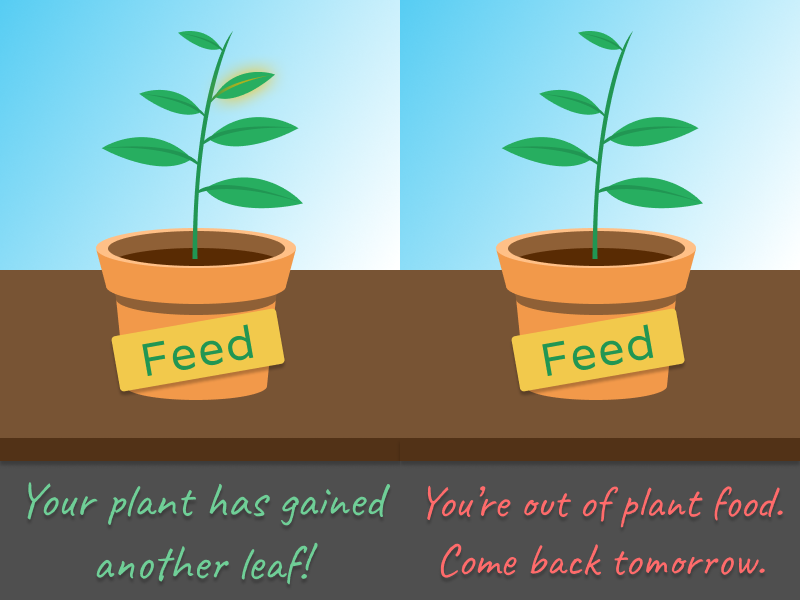 Feed
Your plant has gained
another leaf!
Feed
You're out of plant food.
Come back tomorrow.